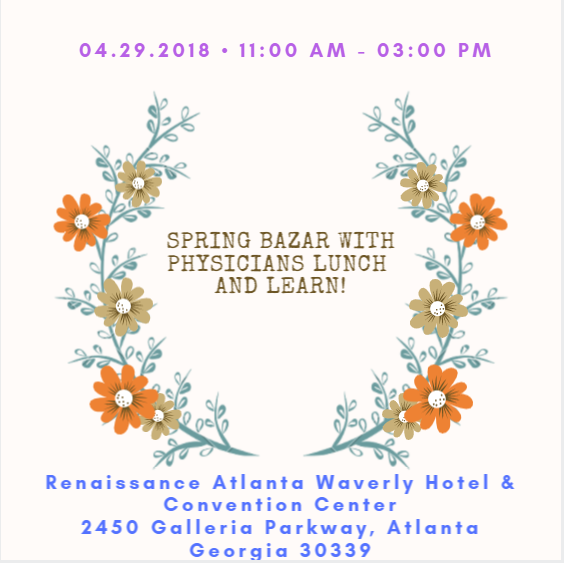 04.29.2018 • 11:00 AM - 03:00 PM
SPRING BAZAR WITH
PHYSICIANS LUNCH
AND LEARN!
Renaissance Atlanta Waverly Hotel &
Convention Center
2450 Galleria Parkway, Atlanta
Georgia 30339